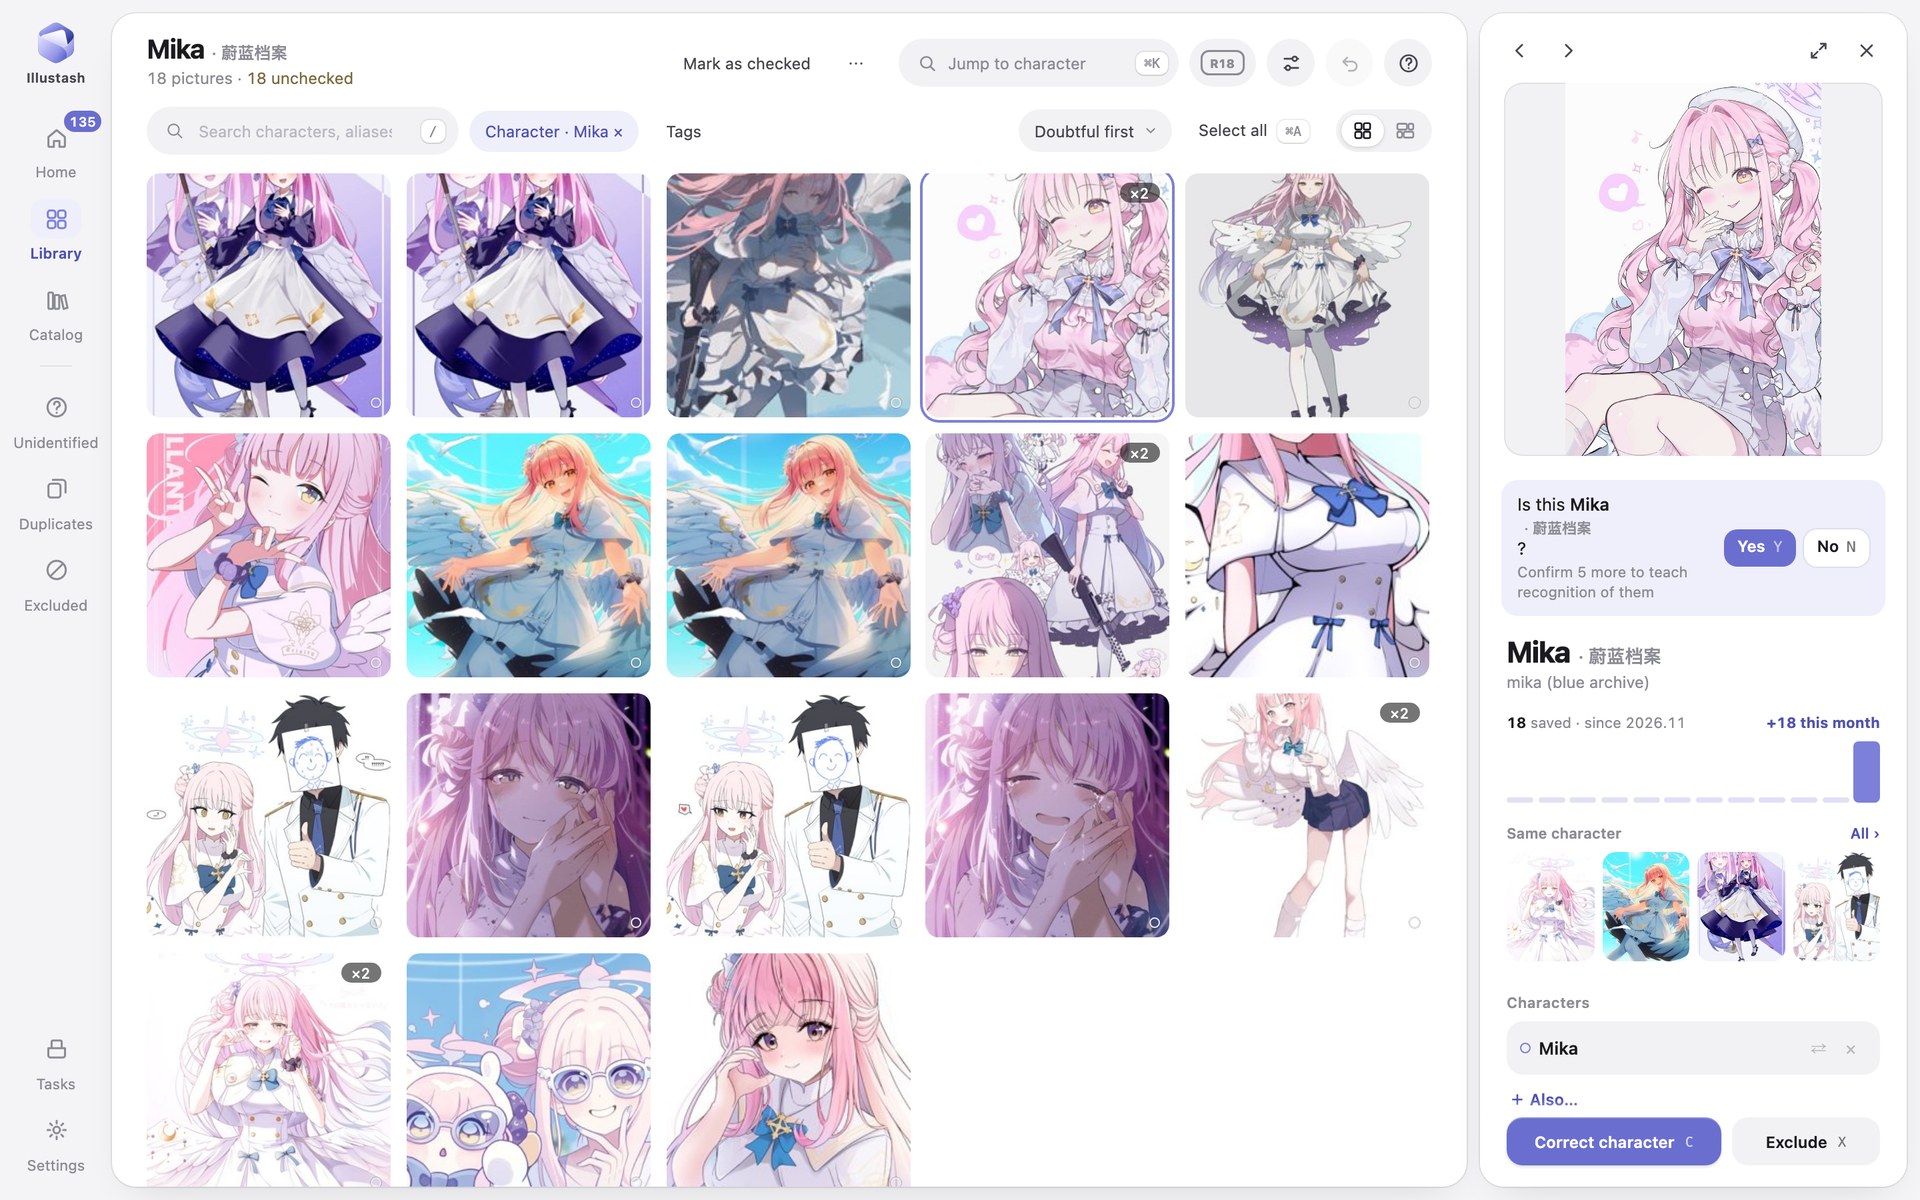 Illustash
135
Home
Library
Catalog
Unidentified
Duplicates
Excluded
Tasks
Settings
Mika · 蔚蓝档案
18 pictures · 18 unchecked
Mark as checked
···
Jump to character ⌘K
R18
Search characters, aliases /
Character · Mika ×
Tags
Doubtful first
Select all ⌘A
×2
LLANT
×2
×2
×2
Is this Mika
· 蔚蓝档案
?
Confirm 5 more to teach
recognition of them
Yes Y
No N
Mika · 蔚蓝档案
mika (blue archive)
18 saved · since 2026.11
+18 this month
Same character
All ›
Characters
Mika
+ Also...
Correct character C
Exclude X